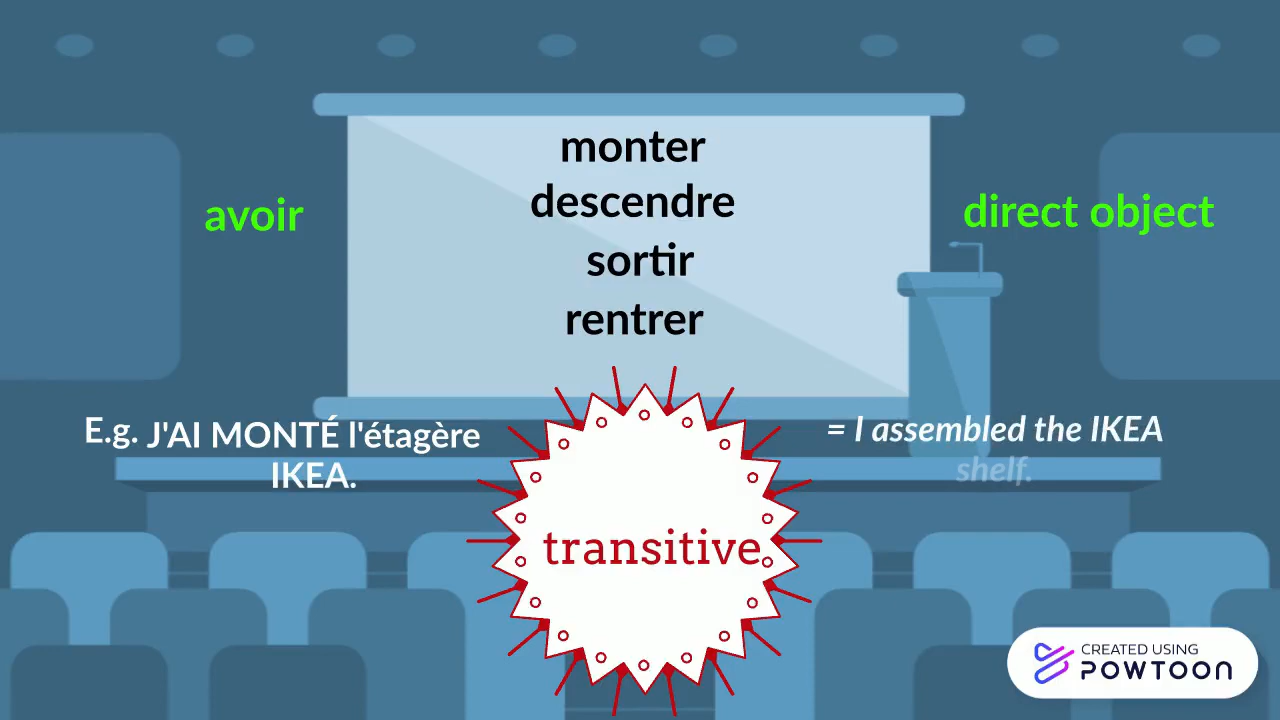 monter
descendre
avoir
direct object
sortir
rentrer
E.g. J'AI MONTÉ l'étagère
IKEA.
= I assembled the IKEA
shelf.
transitive
CREATED USING
POWTOON